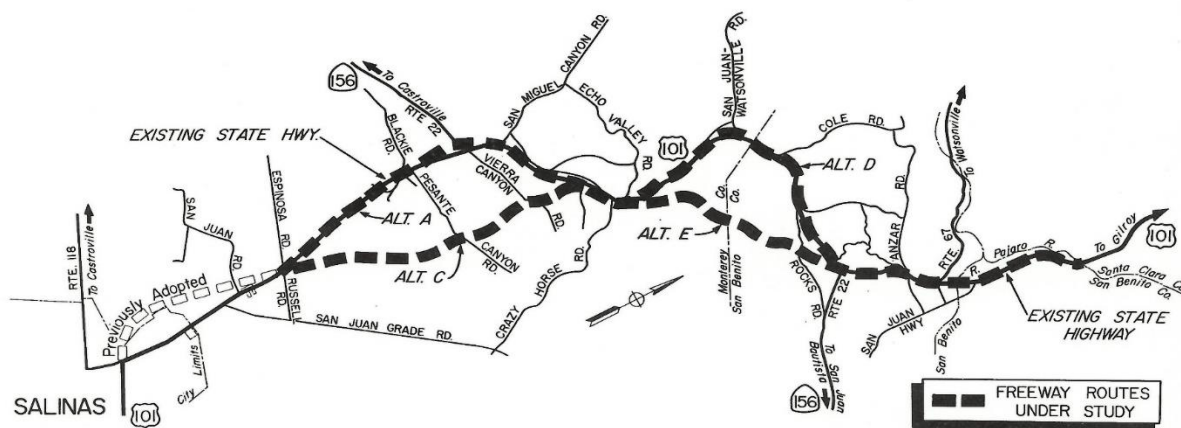 SALINAS
101
RTE. 118
To Castroville
Previously Adopted
City Limits
SAN JUAN RD.
ESPINOSA RD.
RUSSELL RD.
SAN JUAN GRADE RD.
EXISTING STATE HWY.
ALT. A
ALT. C
156
To Castroville
RTE 22
BLACKIE RD.
PESANTE CANYON RD.
VIERRA CANYON RD.
SAN MIGUEL CANYON RD.
ECHO VALLEY RD.
CRAZY HORSE RD.
101
SAN JUAN-WATSONVILLE RD.
Monterey Co.
San Benito Co.
ALT. E
ALT. D
COLE RD.
ANZAR RD.
ROCKS RD.
RTE 22
To San Juan Bautista
156
SAN JUAN HWY
RTE. 67
To Watsonville
Pajaro R.
San Benito R.
To Gilroy
101
Santa Clara Co.
San Benito
EXISTING STATE HIGHWAY
FREEWAY ROUTES
UNDER STUDY